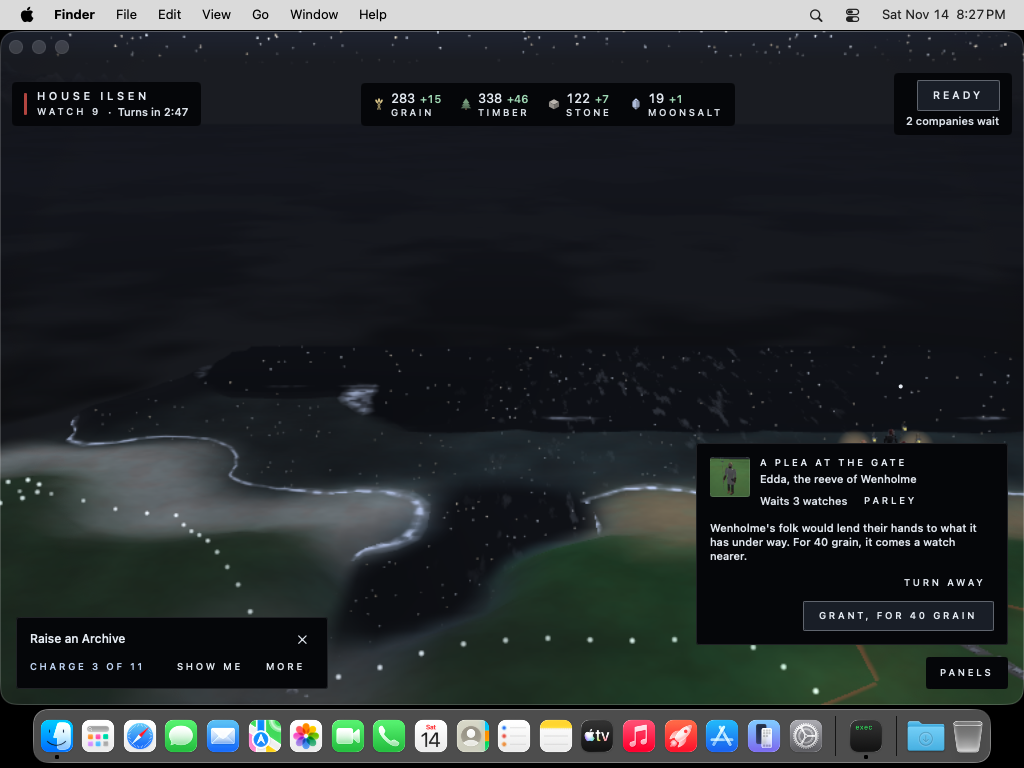 Finder File Edit View Go Window Help Sat Nov 14 8:27 PM
HOUSE ILSEN
WATCH 9 · Turns in 2:47
283 +15 338 +46 122 +7 19 +1
GRAIN TIMBER STONE MOONSALT
READY
2 companies wait
A PLEA AT THE GATE
Edda, the reeve of Wenholme
Waits 3 watches PARLEY
Wenholme's folk would lend their hands to what it
has under way. For 40 grain, it comes a watch
nearer.
TURN AWAY
GRANT, FOR 40 GRAIN
Raise an Archive
CHARGE 3 OF 11 SHOW ME MORE
PANELS
Sat
14
tv
exec